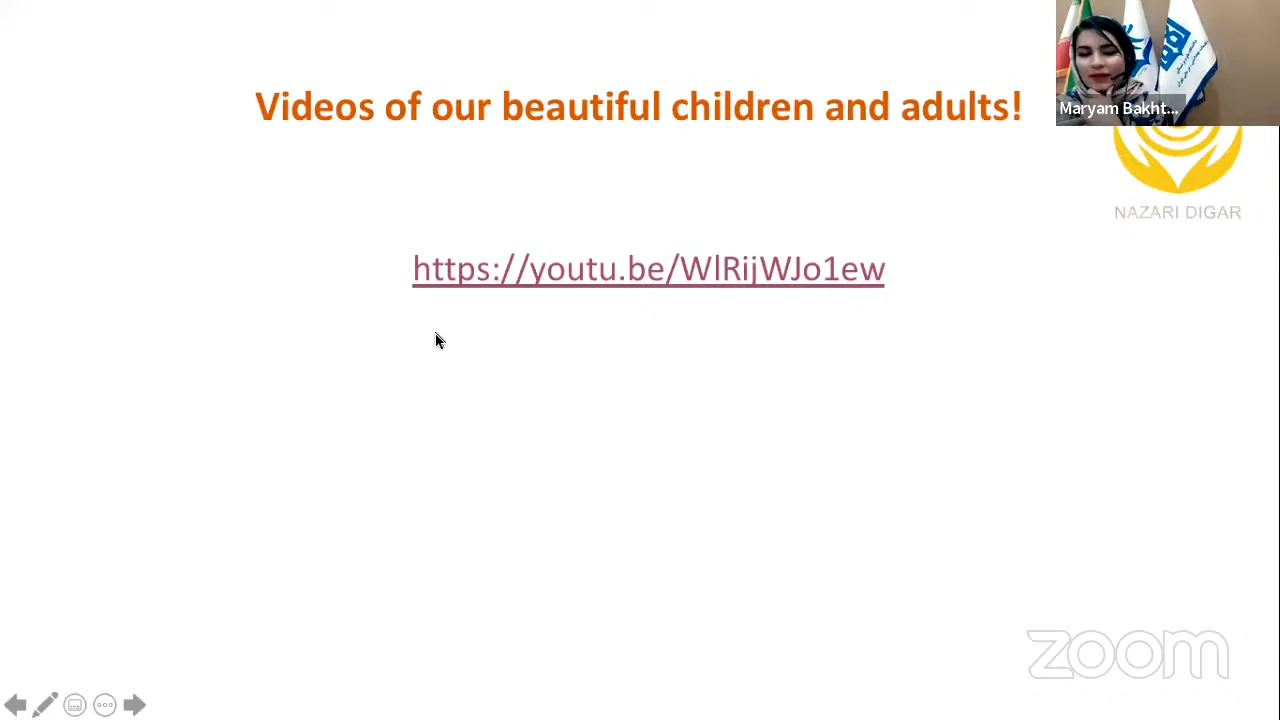 Videos of our beautiful children and adults!
Maryam Bakht...
NAZARI DIGAR
https://youtu.be/WlRijWJo1ew
zoom